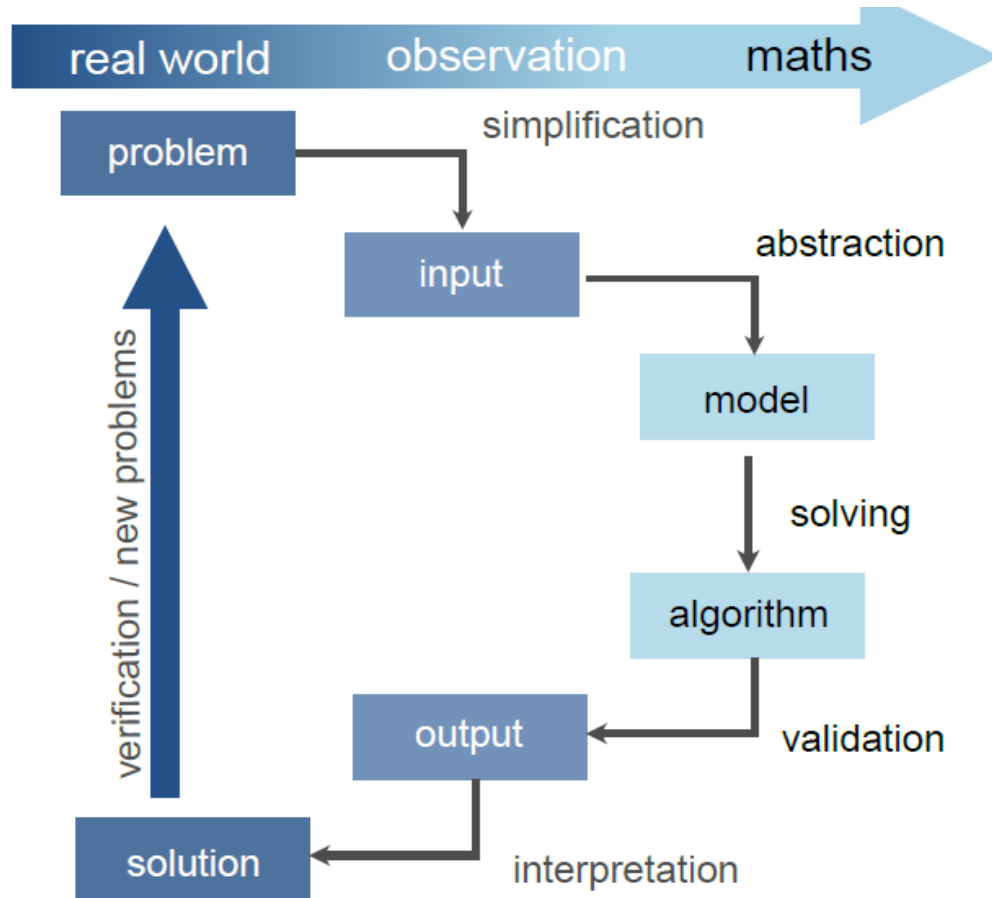 real world
observation
maths
problem
simplification
input
abstraction
model
solving
algorithm
validation
output
interpretation
solution
verification / new problems